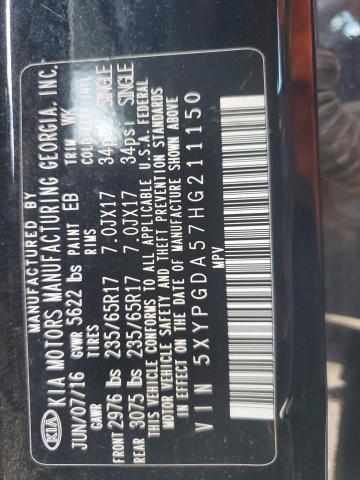 KIA
MANUFACTURED BY
KIA MOTORS MANUFACTURING GEORGIA, INC.
JUN/07/16 GVWR 5622 lbs PAINT EB TRIM WK
GAWR TIRES RIMS COLD TIRE INF.
FRONT 2976 lbs 235/65R17 7.0JX17 34psi SINGLE
REAR 3075 lbs 235/65R17 7.0JX17 34psi SINGLE
THIS VEHICLE CONFORMS TO ALL APPLICABLE U.S.A. FEDERAL
MOTOR VEHICLE SAFETY AND THEFT PREVENTION STANDARDS
IN EFFECT ON THE DATE OF MANUFACTURE SHOWN ABOVE
VIN 5XYPGDA57HG211150
MPV